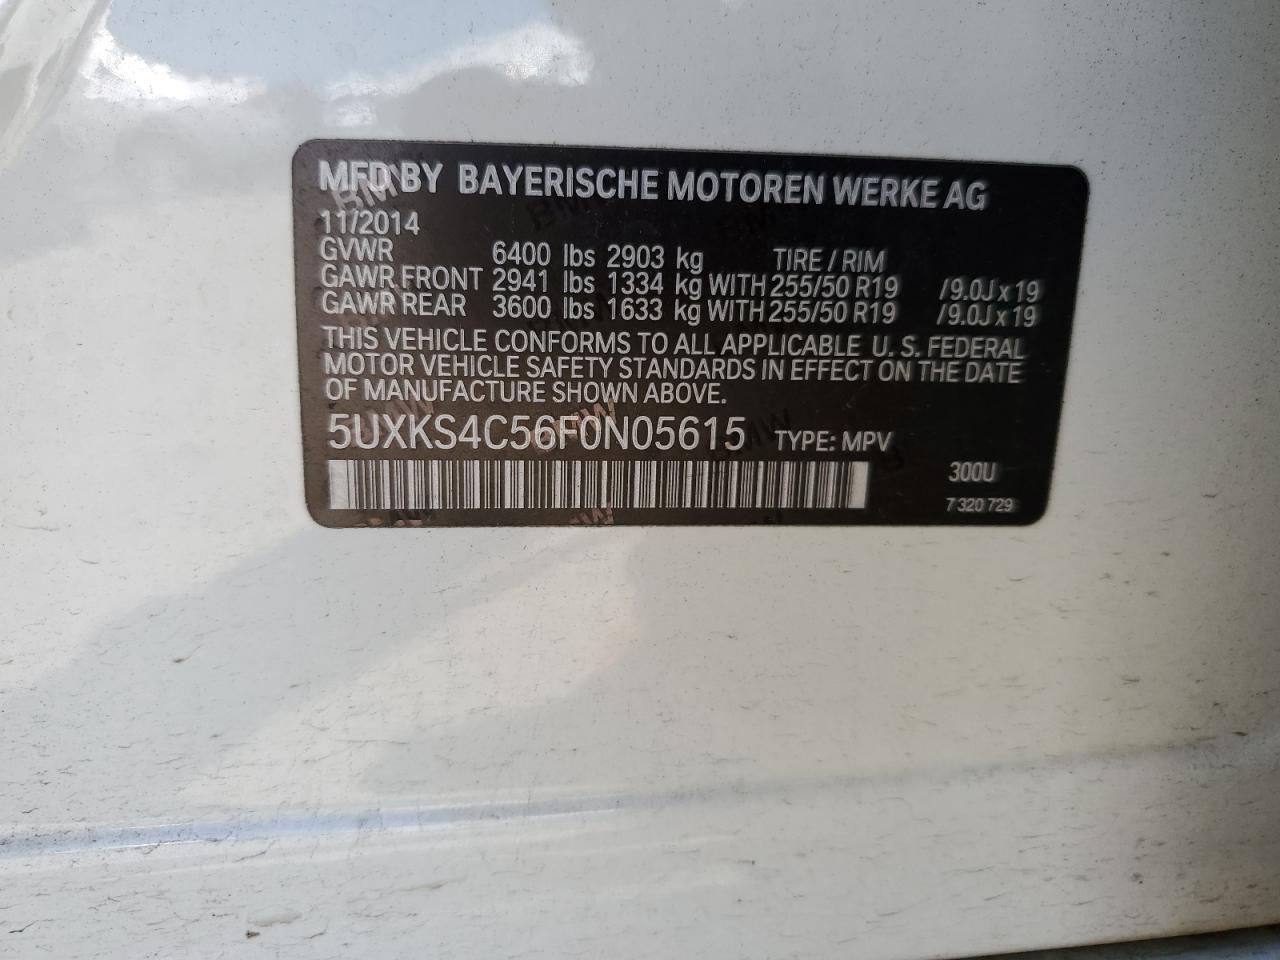 MFD BY BAYERISCHE MOTOREN WERKE AG
11/2014
GVWR 6400 lbs 2903 kg TIRE / RIM
GAWR FRONT 2941 lbs 1334 kg WITH 255/50 R19 /9.0J x 19
GAWR REAR 3600 lbs 1633 kg WITH 255/50 R19 /9.0J x 19
THIS VEHICLE CONFORMS TO ALL APPLICABLE U. S. FEDERAL
MOTOR VEHICLE SAFETY STANDARDS IN EFFECT ON THE DATE
OF MANUFACTURE SHOWN ABOVE.
5UXKS4C56F0N05615 TYPE: MPV
300U
7 320 729